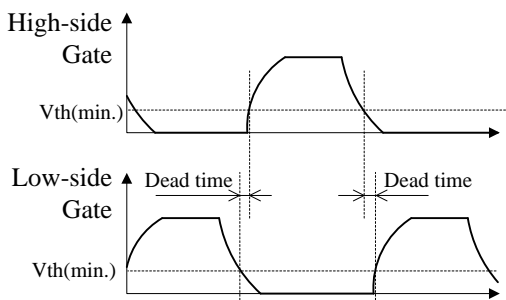 High-side
Gate
Vth(min.)
Low-side
Gate
Dead time
Dead time
Vth(min.)